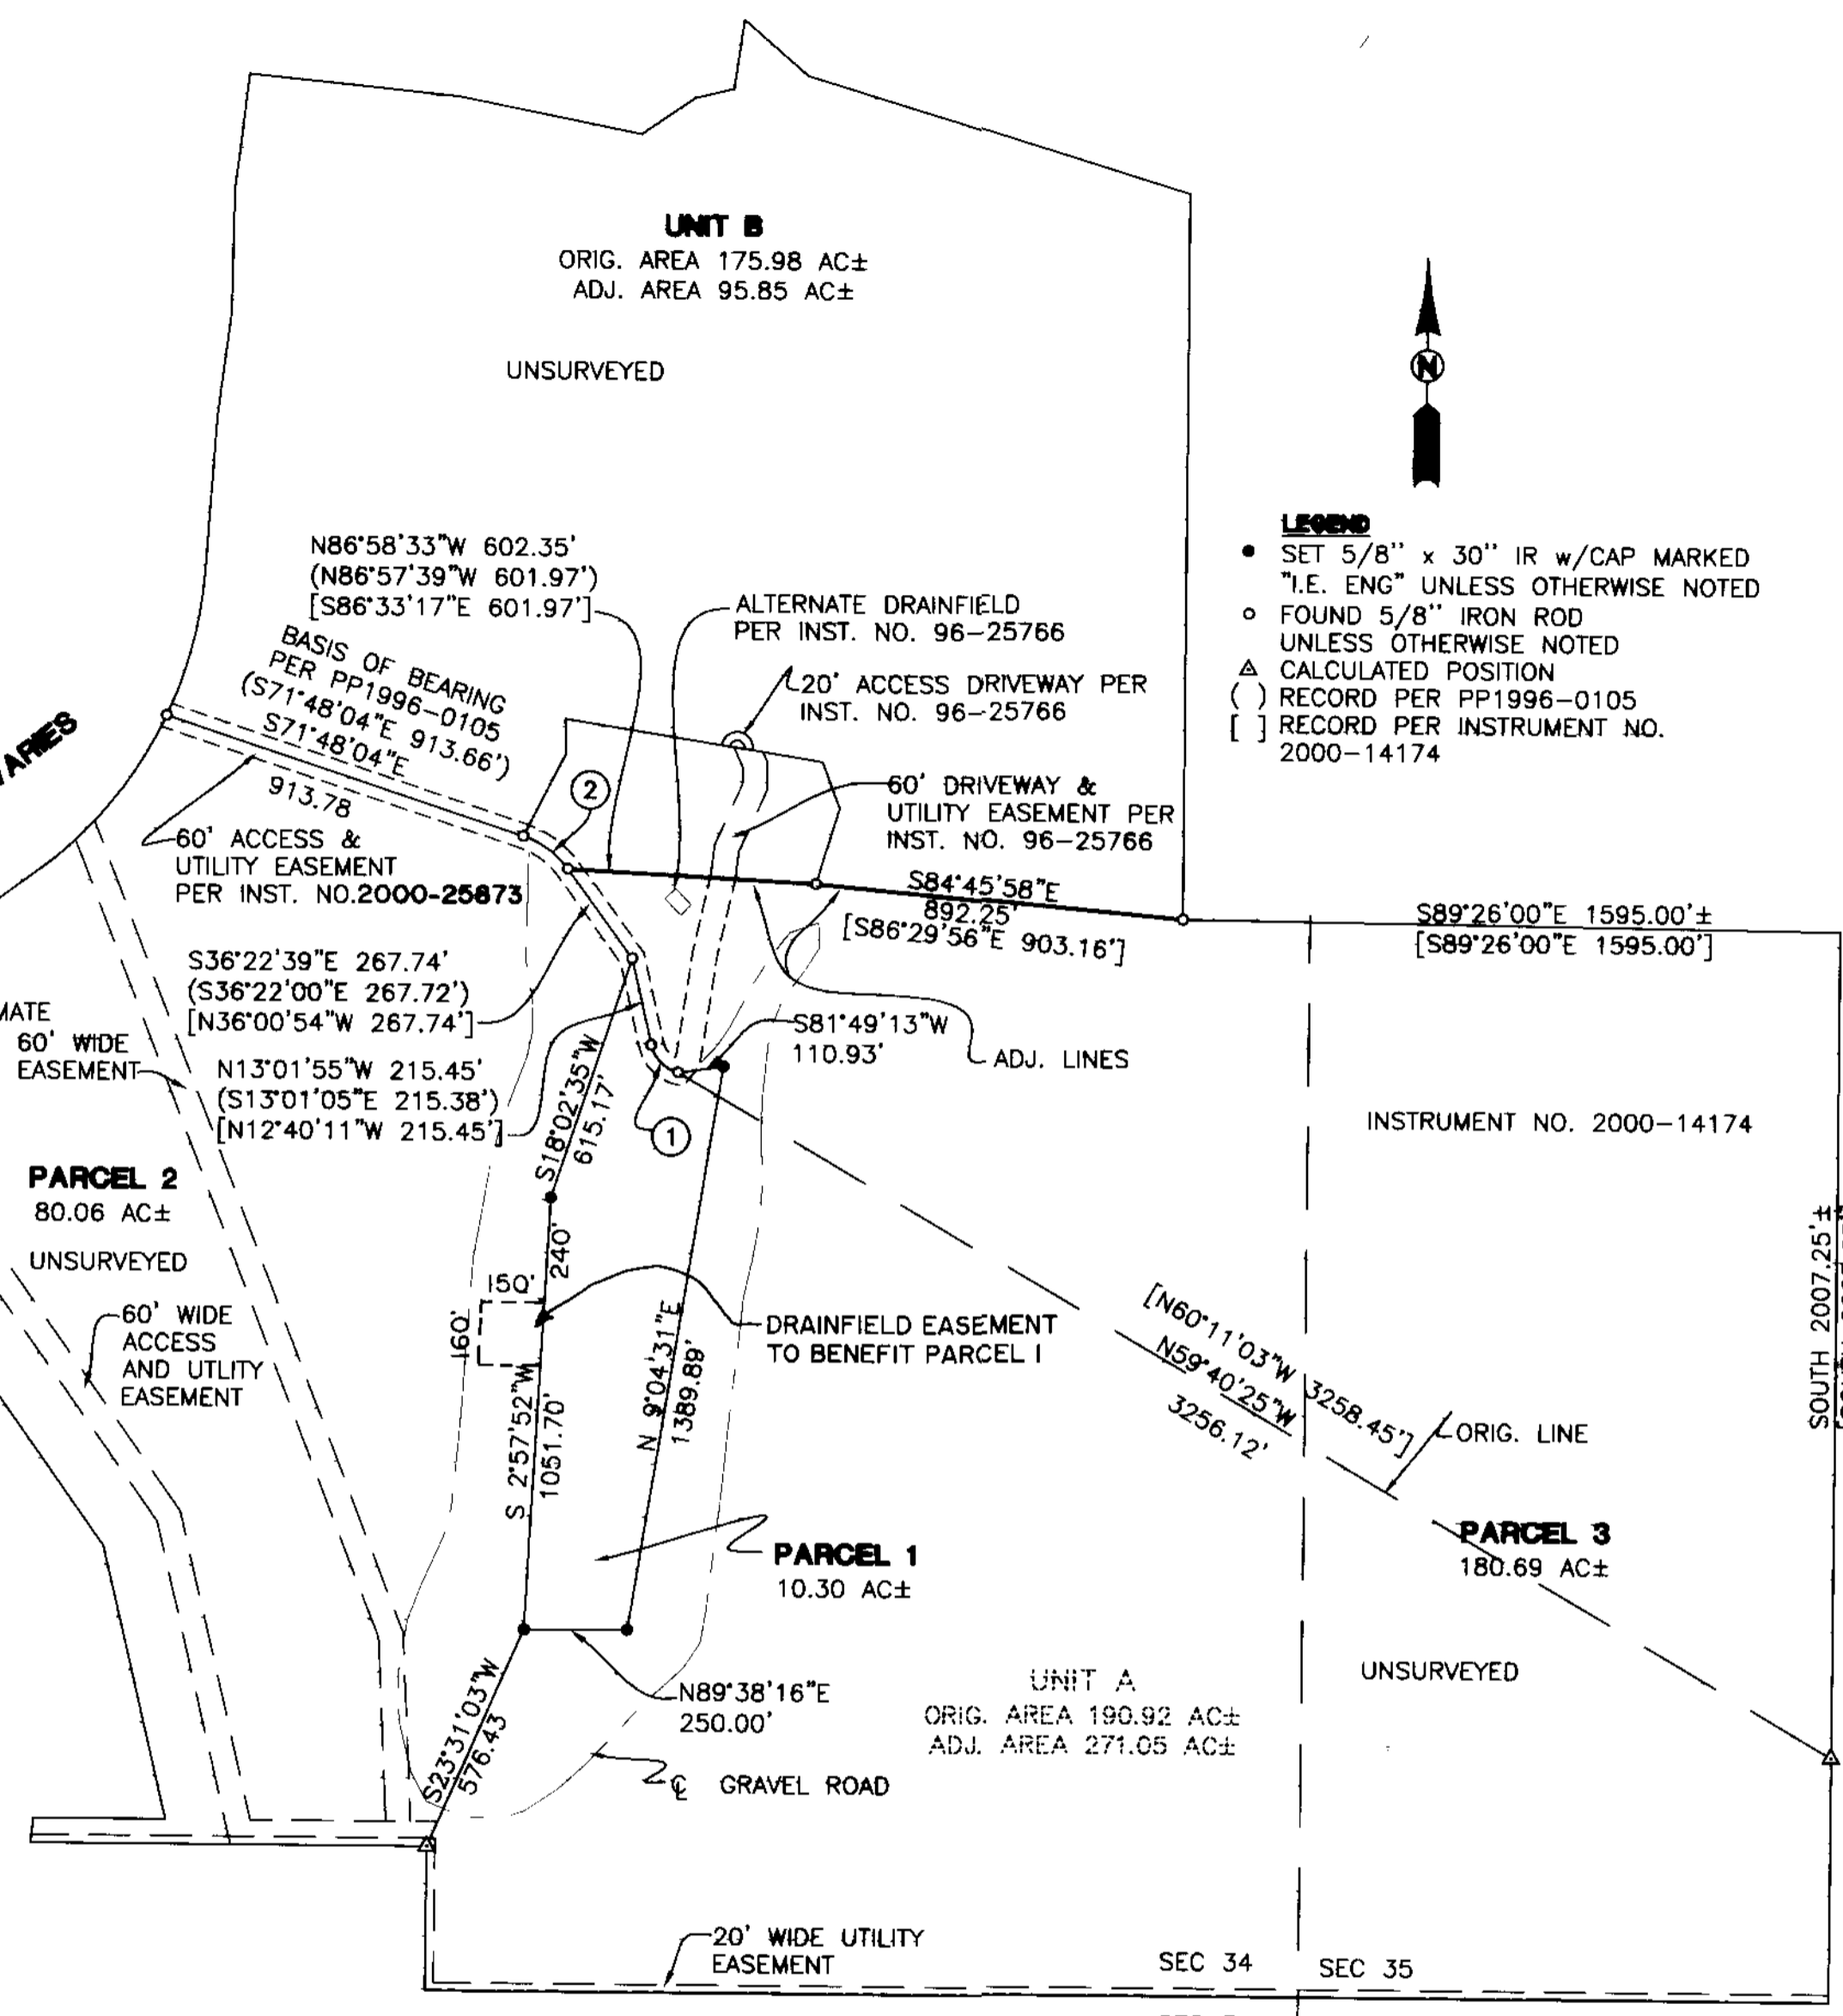 UNIT B
ORIG. AREA 175.98 AC±
ADJ. AREA 95.85 AC±
UNSURVEYED
N
LEGEND
● SET 5/8'' x 30'' IR w/CAP MARKED
"I.E. ENG" UNLESS OTHERWISE NOTED
○ FOUND 5/8'' IRON ROD
UNLESS OTHERWISE NOTED
△ CALCULATED POSITION
( ) RECORD PER PP1996-0105
[ ] RECORD PER INSTRUMENT NO.
2000-14174
N86°58'33"W 602.35'
(N86°57'39"W 601.97')
[S86°33'17"E 601.97']
ALTERNATE DRAINFIELD
PER INST. NO. 96-25766
20' ACCESS DRIVEWAY PER
INST. NO. 96-25766
BASIS OF BEARING
PER PP1996-0105
(S71°48'04"E 913.66')
S71°48'04"E
913.78
VARIES
2
60' DRIVEWAY &
UTILITY EASEMENT PER
INST. NO. 96-25766
60' ACCESS &
UTILITY EASEMENT
PER INST. NO.2000-25873
S84°45'58"E
892.25'
[S86°29'56"E 903.16']
S89°26'00"E 1595.00'±
[S89°26'00"E 1595.00']
S36°22'39"E 267.74'
(S36°22'00"E 267.72')
[N36°00'54"W 267.74']
MATE
60' WIDE
EASEMENT
N13°01'55"W 215.45'
(S13°01'05"E 215.38')
[N12°40'11"W 215.45']
S81°49'13"W
110.93'
ADJ. LINES
S18°02'35"W
615.17'
1
INSTRUMENT NO. 2000-14174
PARCEL 2
80.06 AC±
UNSURVEYED
240'
150'
160'
60' WIDE
ACCESS
AND UTLITY
EASEMENT
DRAINFIELD EASEMENT
TO BENEFIT PARCEL I
S 2°57'52"W
1051.70'
N 9°04'31"E
1389.89'
[N60°11'03"W 3258.45']
N59°40'25"W
3256.12'
ORIG. LINE
SOUTH 2007.25'±
PARCEL 3
180.69 AC±
UNSURVEYED
PARCEL 1
10.30 AC±
N89°38'16"E
250.00'
UNIT A
ORIG. AREA 190.92 AC±
ADJ. AREA 271.05 AC±
S23°31'03"W
576.43
℄ GRAVEL ROAD
20' WIDE UTILITY
EASEMENT
SEC 34
SEC 35